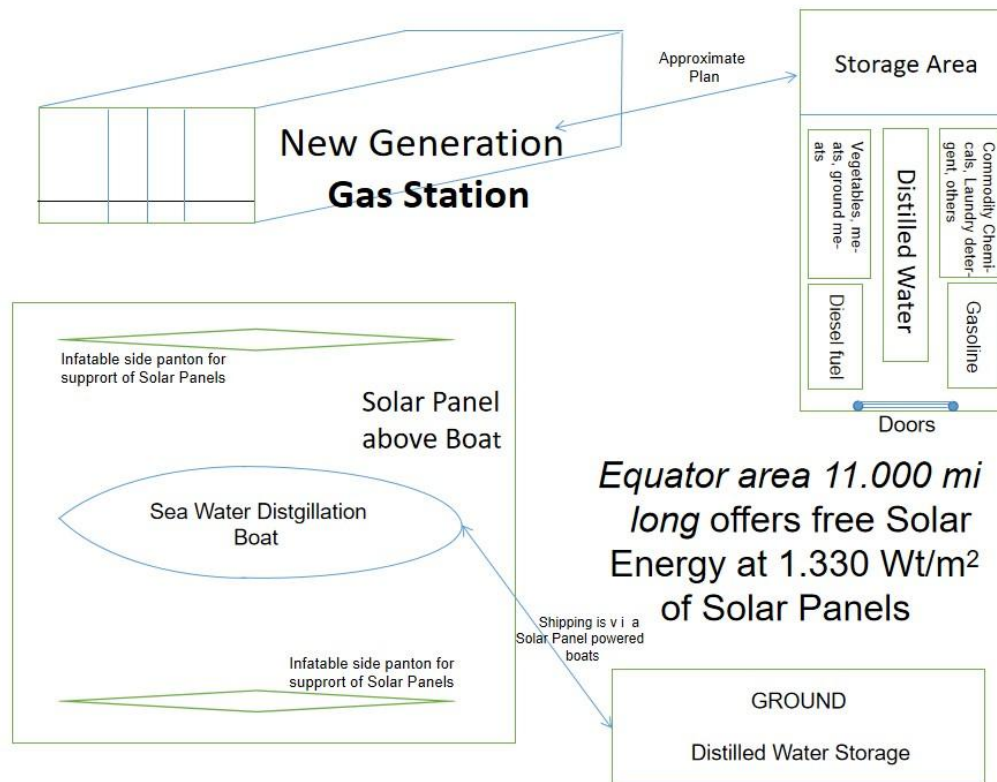 New Generation
Gas Station
Approximate
Plan
Storage Area
Vegetables, me-
ats, ground me-
ats
Distilled Water
Commodity Chemi-
cals, Laundry deter-
gent, others
Diesel fuel
Gasoline
Doors
Infatable side panton for
supprort of Solar Panels
Solar Panel
above Boat
Sea Water Distgillation
Boat
Infatable side panton for
supprort of Solar Panels
Equator area 11.000 mi
long offers free Solar
Energy at 1.330 Wt/m²
of Solar Panels
Shipping is v i a
Solar Panel powered
boats
GROUND
Distilled Water Storage